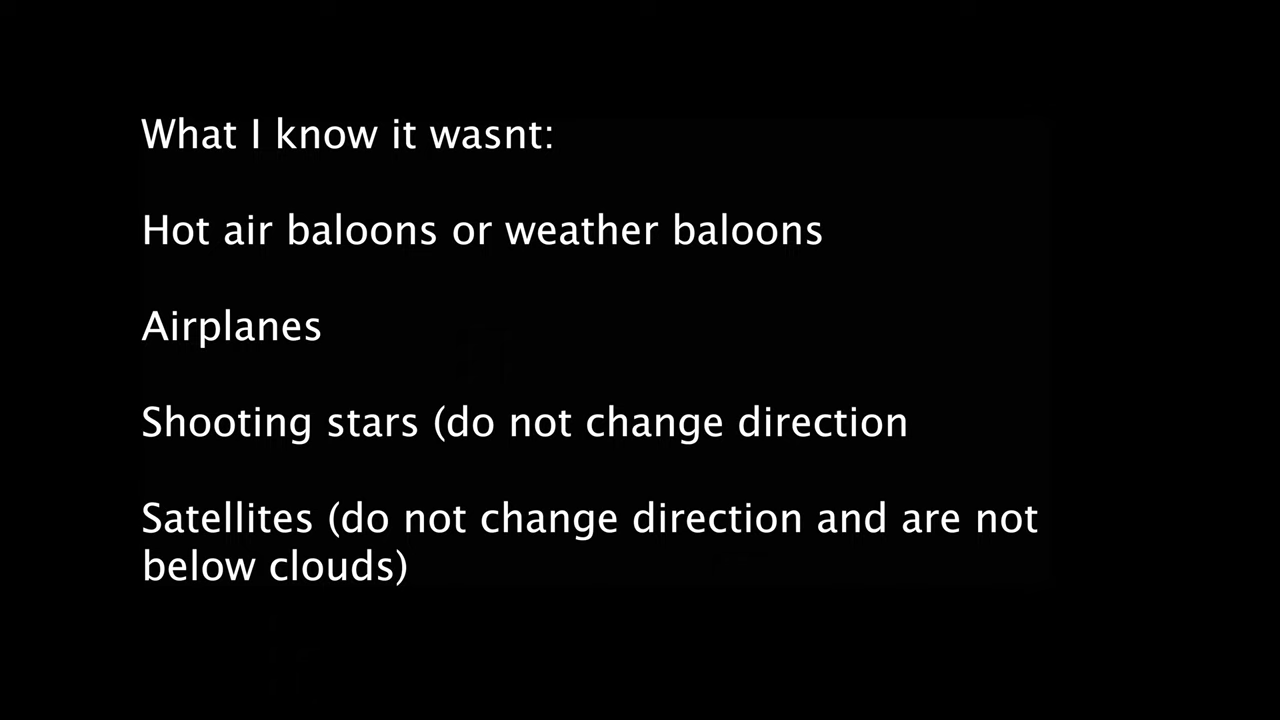 What I know it wasnt:
Hot air baloons or weather baloons
Airplanes
Shooting stars (do not change direction
Satellites (do not change direction and are not
below clouds)